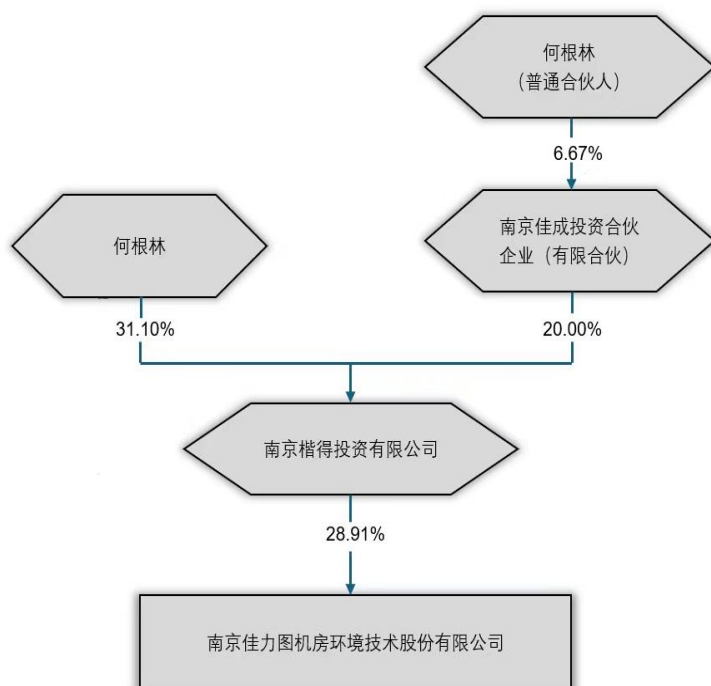 何根林
（普通合伙人）
6.67%
何根林
南京佳成投资合伙
企业（有限合伙）
31.10%
20.00%
南京楷得投资有限公司
28.91%
南京佳力图机房环境技术股份有限公司